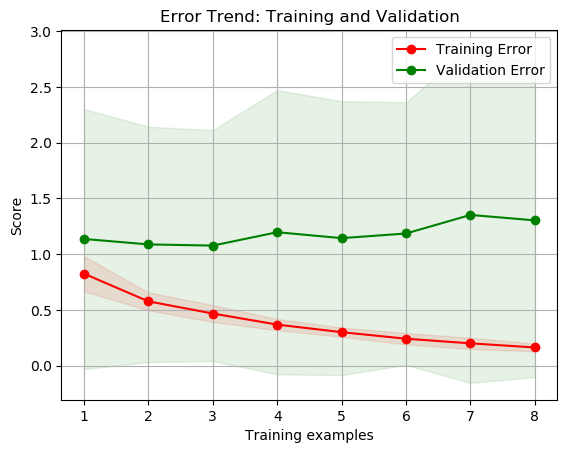 Error Trend: Training and Validation
Training Error
Validation Error
Score
3.0
2.5
2.0
1.5
1.0
0.5
0.0
1 2 3 4 5 6 7 8
Training examples